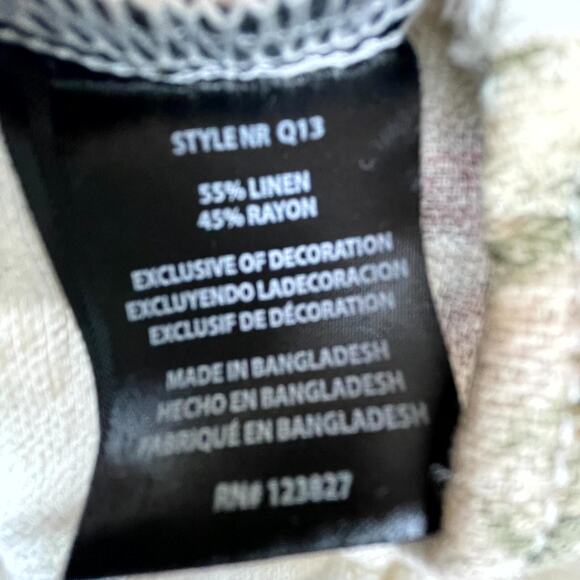 STYLE NR Q13
55% LINEN
45% RAYON
EXCLUSIVE OF DECORATION
EXCLUYENDO LADECORACION
EXCLUSIF DE DÉCORATION
MADE IN BANGLADESH
HECHO EN BANGLADESH
FABRIQUÉ EN BANGLADESH
RN# 123827